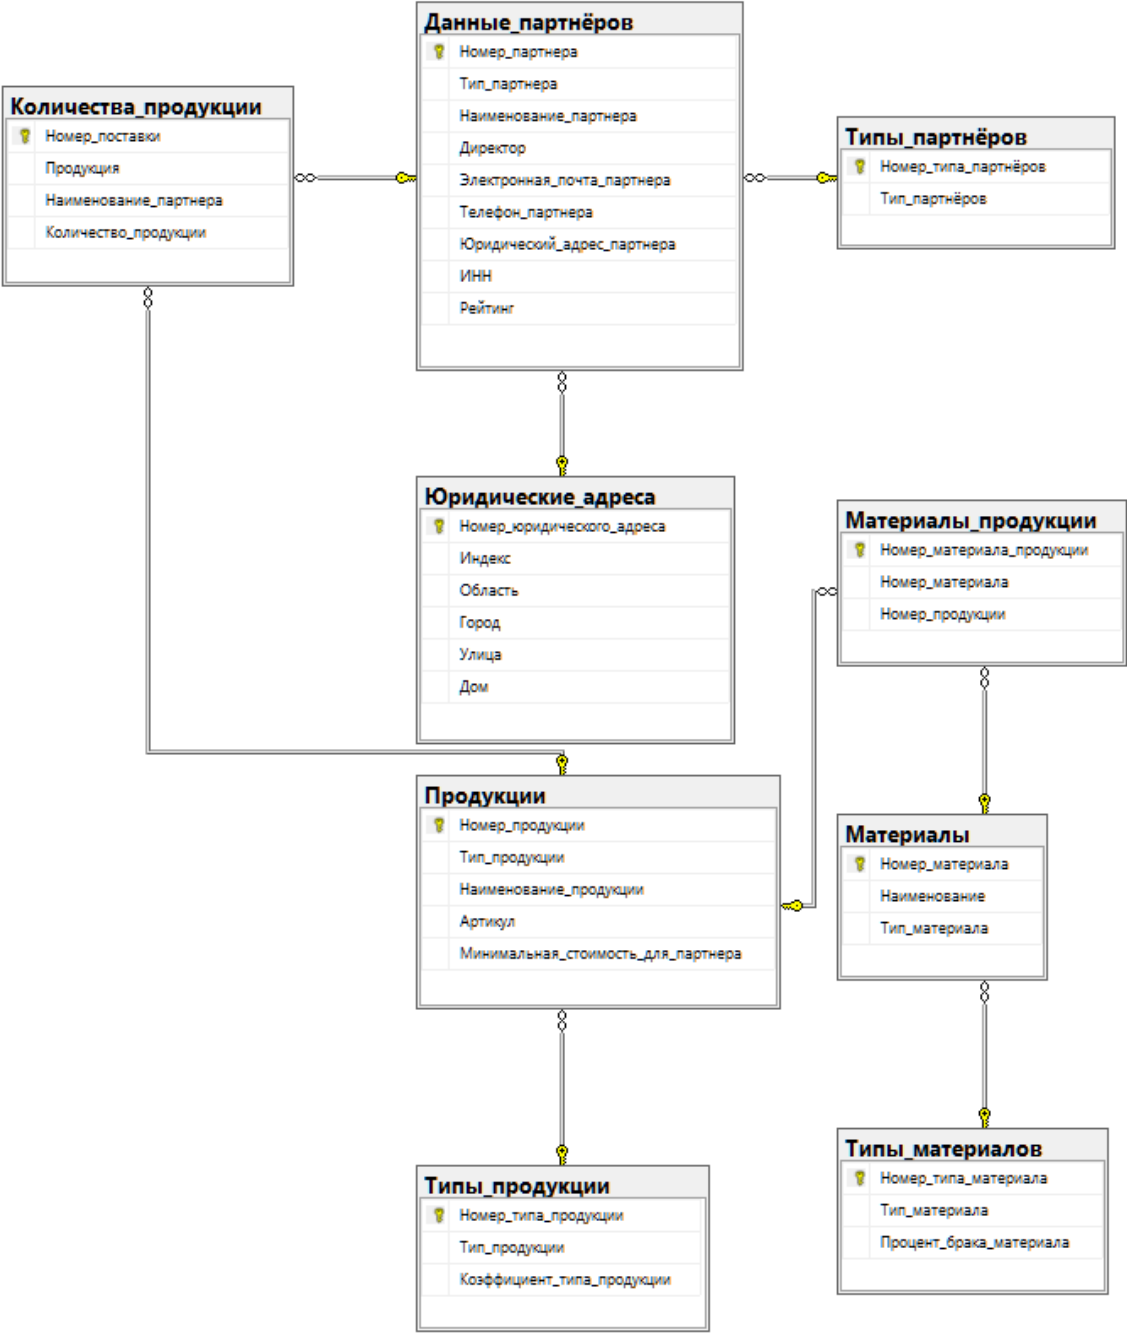 Данные_партнёров
Номер_партнера
Тип_партнера
Наименование_партнера
Директор
Электронная_почта_партнера
Телефон_партнера
Юридический_адрес_партнера
ИНН
Рейтинг
Количества_продукции
Номер_поставки
Продукция
Наименование_партнера
Количество_продукции
Типы_партнёров
Номер_типа_партнёров
Тип_партнёров
Юридические_адреса
Номер_юридического_адреса
Индекс
Область
Город
Улица
Дом
Материалы_продукции
Номер_материала_продукции
Номер_материала
Номер_продукции
Продукции
Номер_продукции
Тип_продукции
Наименование_продукции
Артикул
Минимальная_стоимость_для_партнера
Материалы
Номер_материала
Наименование
Тип_материала
Типы_продукции
Номер_типа_продукции
Тип_продукции
Коэффициент_типа_продукции
Типы_материалов
Номер_типа_материала
Тип_материала
Процент_брака_материала